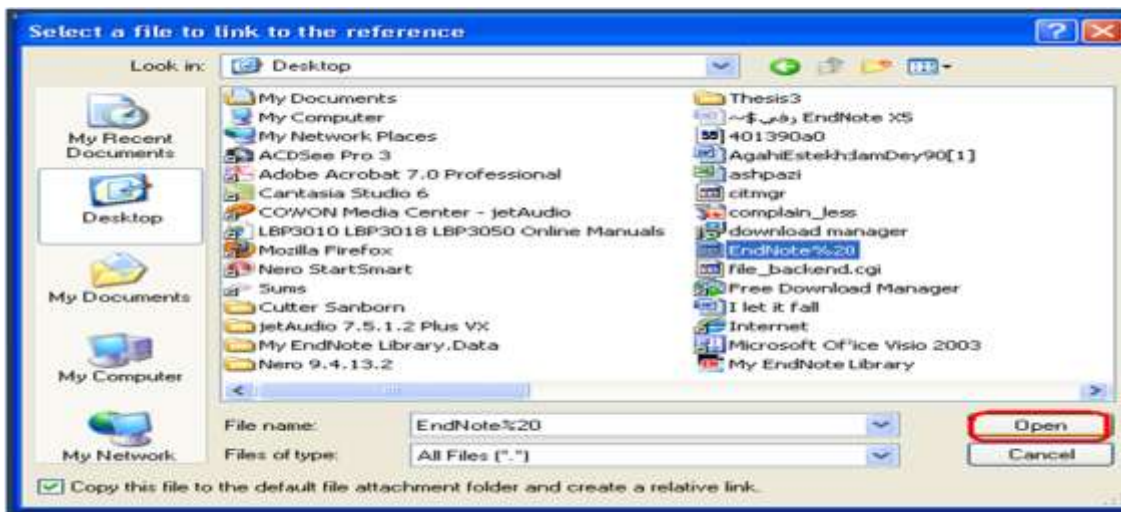 Select a file to link to the reference
Look in: Desktop
My Recent Documents
Desktop
My Documents
My Computer
My Network
My Documents
My Computer
My Network Places
ACDSee Pro 3
Adobe Acrobat 7.0 Professional
Camtasia Studio 6
COWON Media Center - jetAudio
LBP3010 LBP3018 LBP3050 Online Manuals
Mozilla Firefox
Nero StartSmart
Sums
Cutter Sanborn
jetAudio 7.5.1.2 Plus VX
My EndNote Library.Data
Nero 9.4.13.2
Thesis3
~$رفی EndNote X5
401390a0
AgahiEstekhdamDey90[1]
ashpazi
citmgr
complain_less
download manager
EndNote%20
file_backend.cgi
Free Download Manager
I let it fall
Internet
Microsoft Office Visio 2003
My EndNote Library
File name: EndNote%20
Open
Files of type: All Files (*.*)
Cancel
Copy this file to the default file attachment folder and create a relative link.